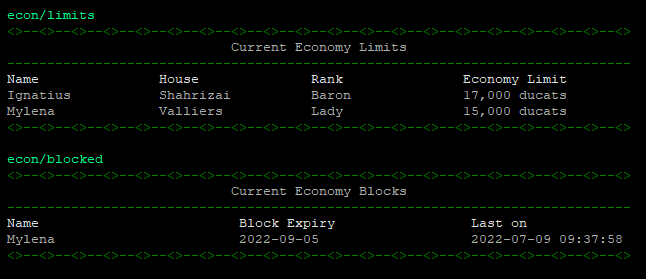 econ/limits
<>--<>--<>--<>--<>--<>--<>--<>--<>--<>--<>--<>--<>--<>--<>--<>--<>--<>--<>--<>
Current Economy Limits
------------------------------------------------------------------------------
Name House Rank Economy Limit
Ignatius Shahrizai Baron 17,000 ducats
Mylena Valliers Lady 15,000 ducats
<>--<>--<>--<>--<>--<>--<>--<>--<>--<>--<>--<>--<>--<>--<>--<>--<>--<>--<>--<>
econ/blocked
<>--<>--<>--<>--<>--<>--<>--<>--<>--<>--<>--<>--<>--<>--<>--<>--<>--<>--<>--<>
Current Economy Blocks
------------------------------------------------------------------------------
Name Block Expiry Last on
Mylena 2022-09-05 2022-07-09 09:37:58
<>--<>--<>--<>--<>--<>--<>--<>--<>--<>--<>--<>--<>--<>--<>--<>--<>--<>--<>--<>